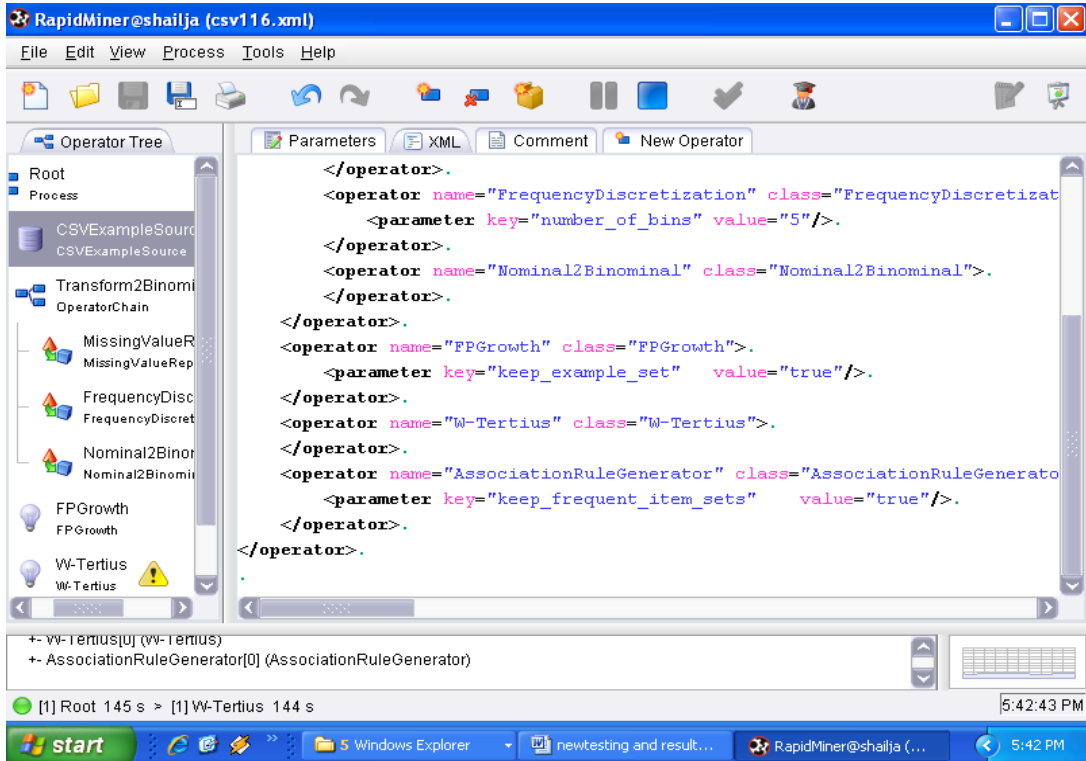 RapidMiner@shailja (csv116.xml)
File Edit View Process Tools Help
Operator Tree
Parameters XML Comment New Operator
Root
Process
CSVExampleSourc
CSVExampleSource
Transform2Binomi
OperatorChain
MissingValueR
MissingValueRep
FrequencyDisc
FrequencyDiscret
Nominal2Binor
Nominal2Binomi
FPGrowth
FPGrowth
W-Tertius
W-Tertius
</operator>.
<operator name="FrequencyDiscretization" class="FrequencyDiscretizat
<parameter key="number_of_bins" value="5"/>.
</operator>.
<operator name="Nominal2Binominal" class="Nominal2Binominal">.
</operator>.
</operator>.
<operator name="FPGrowth" class="FPGrowth">.
<parameter key="keep_example_set" value="true"/>.
</operator>.
<operator name="W-Tertius" class="W-Tertius">.
</operator>.
<operator name="AssociationRuleGenerator" class="AssociationRuleGenerato
<parameter key="keep_frequent_item_sets" value="true"/>.
</operator>.
</operator>.
.
+- W-Tertius[0] (W-Tertius)
+- AssociationRuleGenerator[0] (AssociationRuleGenerator)
[1] Root 145 s > [1] W-Tertius 144 s
5:42:43 PM
start » 5 Windows Explorer newtesting and result... RapidMiner@shailja (... 5:42 PM